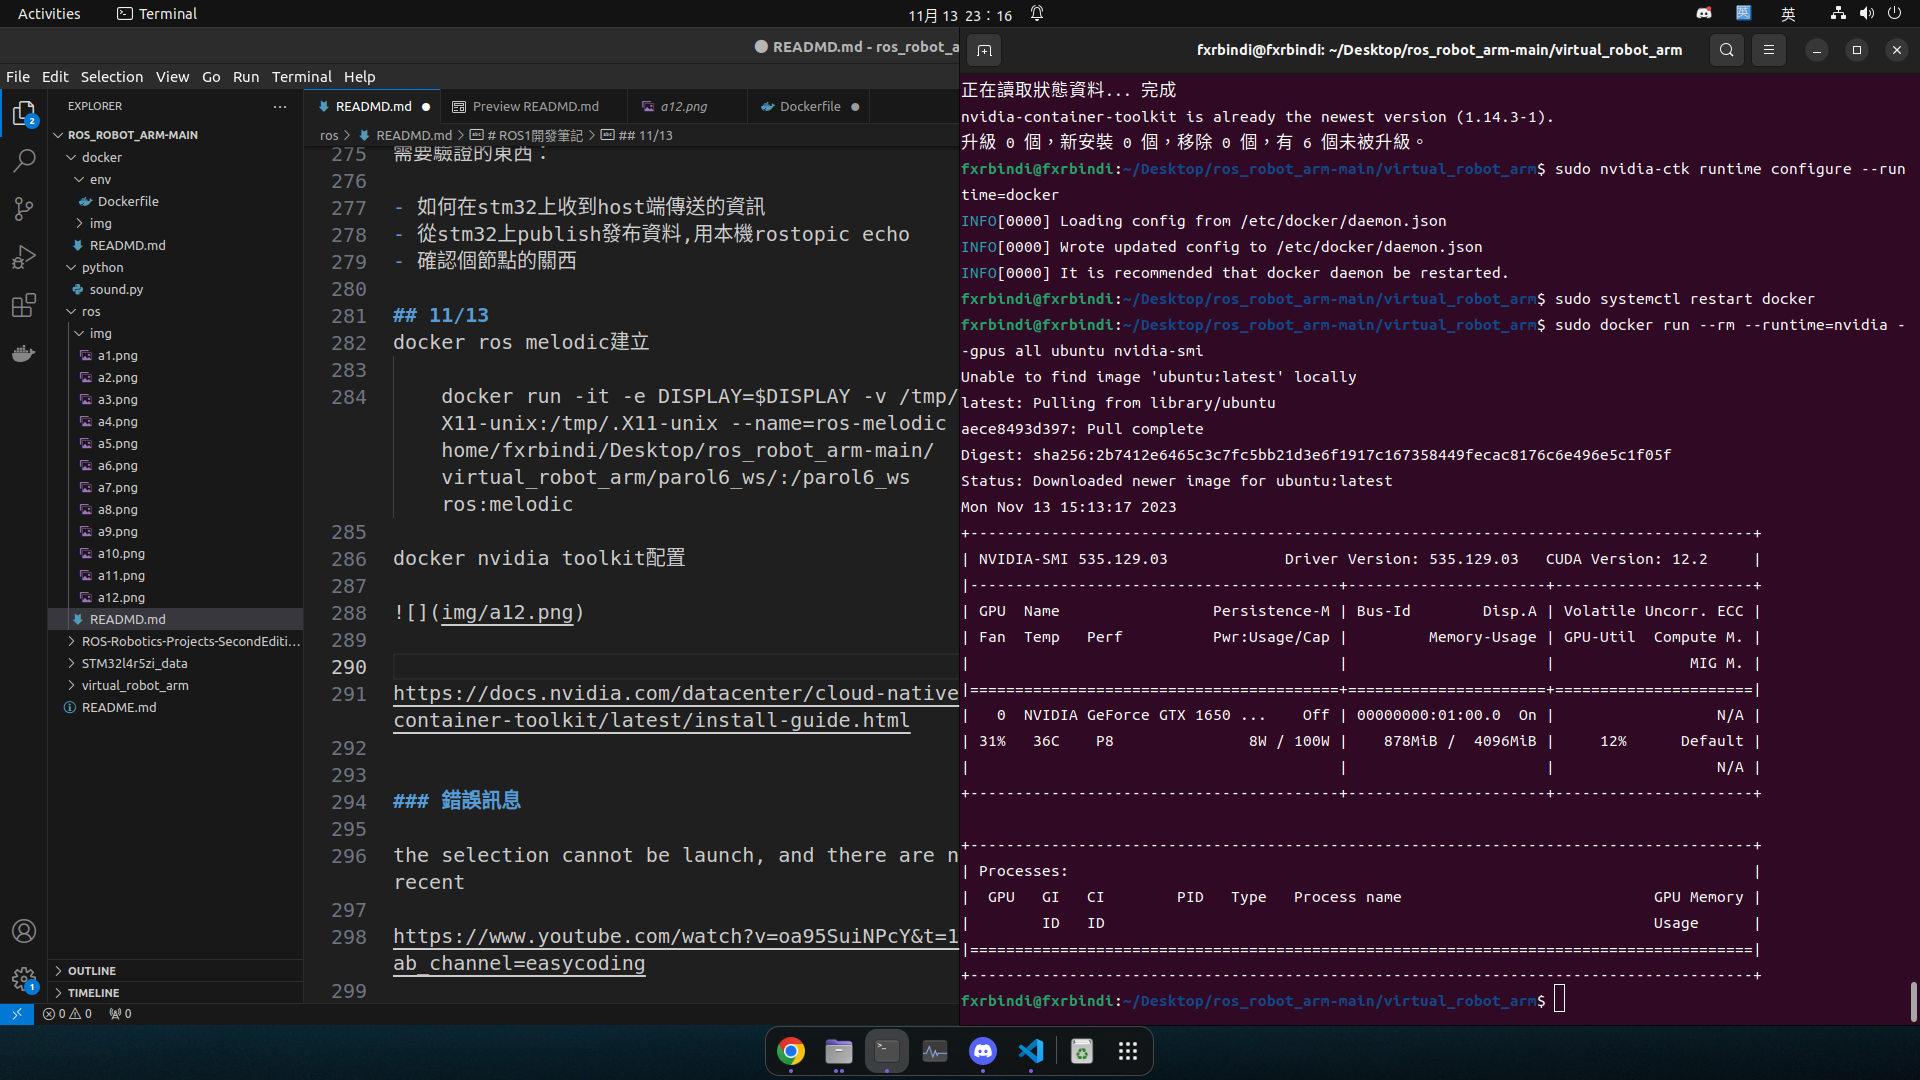 Activities
Terminal
11月 13 23：16
英
英
READMD.md - ros_robot_a
File Edit Selection View Go Run Terminal Help
EXPLORER
ROS_ROBOT_ARM-MAIN
docker
env
Dockerfile
img
READMD.md
python
sound.py
ros
img
a1.png
a2.png
a3.png
a4.png
a5.png
a6.png
a7.png
a8.png
a9.png
a10.png
a11.png
a12.png
READMD.md
ROS-Robotics-Projects-SecondEditi...
STM32l4r5zi_data
virtual_robot_arm
README.md
OUTLINE
TIMELINE
2
1
0 0 0
READMD.md
Preview READMD.md
a12.png
Dockerfile
ros > READMD.md > # ROS1開發筆記 > ## 11/13
275 需要驗證的東西：
276
277 - 如何在stm32上收到host端傳送的資訊
278 - 從stm32上publish發布資料,用本機rostopic echo
279 - 確認個節點的關西
280
281 ## 11/13
282 docker ros melodic建立
283
284 docker run -it -e DISPLAY=$DISPLAY -v /tmp/
X11-unix:/tmp/.X11-unix --name=ros-melodic
home/fxrbindi/Desktop/ros_robot_arm-main/
virtual_robot_arm/parol6_ws/:/parol6_ws
ros:melodic
285
286 docker nvidia toolkit配置
287
288 ![](img/a12.png)
289
290
291 https://docs.nvidia.com/datacenter/cloud-native
container-toolkit/latest/install-guide.html
292
293
294 ### 錯誤訊息
295
296 the selection cannot be launch, and there are n
recent
297
298 https://www.youtube.com/watch?v=oa95SuiNPcY&t=1
ab_channel=easycoding
299
fxrbindi@fxrbindi: ~/Desktop/ros_robot_arm-main/virtual_robot_arm
正在讀取狀態資料... 完成
nvidia-container-toolkit is already the newest version (1.14.3-1).
升級 0 個，新安裝 0 個，移除 0 個，有 6 個未被升級。
fxrbindi@fxrbindi:~/Desktop/ros_robot_arm-main/virtual_robot_arm$ sudo nvidia-ctk runtime configure --run
time=docker
INFO[0000] Loading config from /etc/docker/daemon.json
INFO[0000] Wrote updated config to /etc/docker/daemon.json
INFO[0000] It is recommended that docker daemon be restarted.
fxrbindi@fxrbindi:~/Desktop/ros_robot_arm-main/virtual_robot_arm$ sudo systemctl restart docker
fxrbindi@fxrbindi:~/Desktop/ros_robot_arm-main/virtual_robot_arm$ sudo docker run --rm --runtime=nvidia -
-gpus all ubuntu nvidia-smi
Unable to find image 'ubuntu:latest' locally
latest: Pulling from library/ubuntu
aece8493d397: Pull complete
Digest: sha256:2b7412e6465c3c7fc5bb21d3e6f1917c167358449fecac8176c6e496e5c1f05f
Status: Downloaded newer image for ubuntu:latest
Mon Nov 13 15:13:17 2023
+---------------------------------------------------------------------------------------+
| NVIDIA-SMI 535.129.03             Driver Version: 535.129.03   CUDA Version: 12.2     |
|-----------------------------------------+----------------------+----------------------+
| GPU  Name                 Persistence-M | Bus-Id        Disp.A | Volatile Uncorr. ECC |
| Fan  Temp   Perf          Pwr:Usage/Cap |         Memory-Usage | GPU-Util  Compute M. |
|                                         |                      |               MIG M. |
|=========================================+======================+======================|
|   0  NVIDIA GeForce GTX 1650 ...    Off | 00000000:01:00.0  On |                  N/A |
| 31%   36C    P8               8W / 100W |    878MiB /  4096MiB |     12%      Default |
|                                         |                      |                  N/A |
+-----------------------------------------+----------------------+----------------------+
+---------------------------------------------------------------------------------------+
| Processes:                                                                            |
|  GPU   GI   CI        PID   Type   Process name                            GPU Memory |
|        ID   ID                                                             Usage      |
|=======================================================================================|
+---------------------------------------------------------------------------------------+
fxrbindi@fxrbindi:~/Desktop/ros_robot_arm-main/virtual_robot_arm$